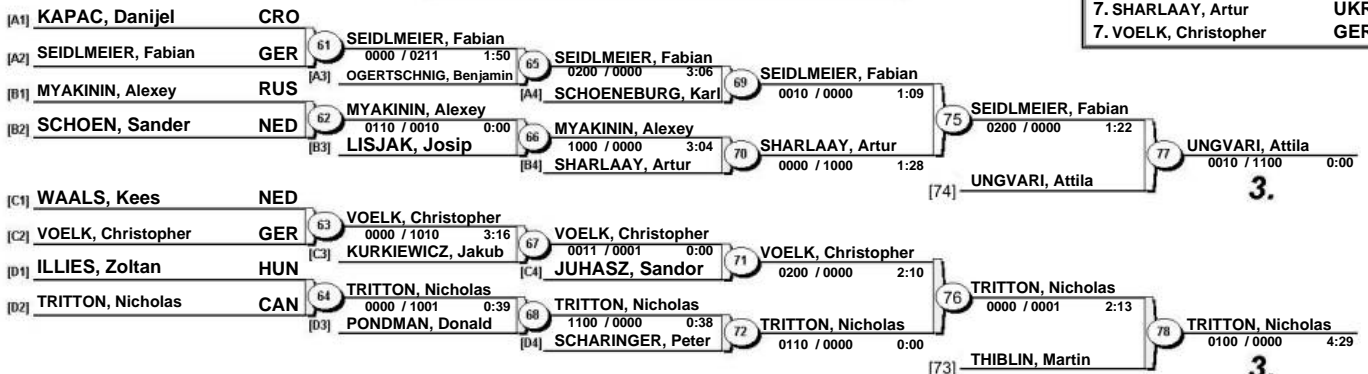 7. SHARLAAY, Artur UKR
7. VOELK, Christopher GER
[A1] KAPAC, Danijel CRO
[A2] SEIDLMEIER, Fabian GER
61
SEIDLMEIER, Fabian
0000 / 0211 1:50
[A3] OGERTSCHNIG, Benjamin
65
SEIDLMEIER, Fabian
0200 / 0000 3:06
[A4] SCHOENEBURG, Karl
69
SEIDLMEIER, Fabian
0010 / 0000 1:09
[B1] MYAKININ, Alexey RUS
[B2] SCHOEN, Sander NED
62
MYAKININ, Alexey
0110 / 0010 0:00
[B3] LISJAK, Josip
66
MYAKININ, Alexey
1000 / 0000 3:04
[B4] SHARLAAY, Artur
70
SHARLAAY, Artur
0000 / 1000 1:28
75
SEIDLMEIER, Fabian
0200 / 0000 1:22
[74] UNGVARI, Attila
77
UNGVARI, Attila
0010 / 1100 0:00
3.
[C1] WAALS, Kees NED
[C2] VOELK, Christopher GER
63
VOELK, Christopher
0000 / 1010 3:16
[C3] KURKIEWICZ, Jakub
67
VOELK, Christopher
0011 / 0001 0:00
[C4] JUHASZ, Sandor
71
VOELK, Christopher
0200 / 0000 2:10
[D1] ILLIES, Zoltan HUN
[D2] TRITTON, Nicholas CAN
64
TRITTON, Nicholas
0000 / 1001 0:39
[D3] PONDMAN, Donald
68
TRITTON, Nicholas
1100 / 0000 0:38
[D4] SCHARINGER, Peter
72
TRITTON, Nicholas
0110 / 0000 0:00
76
TRITTON, Nicholas
0000 / 0001 2:13
[73] THIBLIN, Martin
78
TRITTON, Nicholas
0100 / 0000 4:29
3.